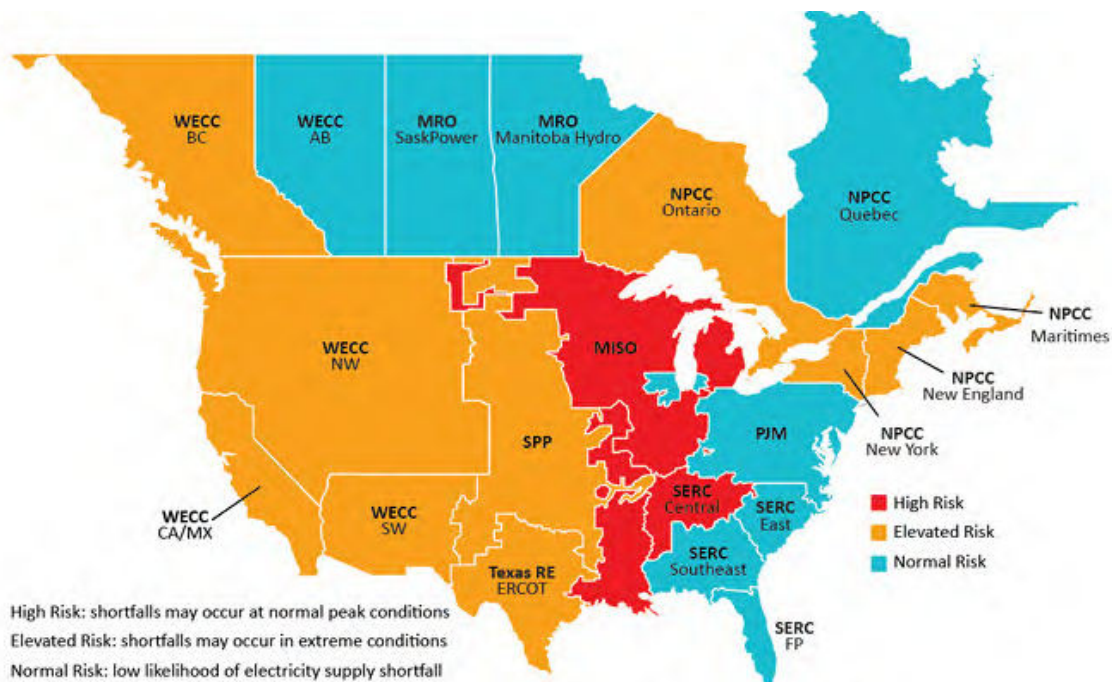 WECC
BC
WECC
AB
MRO
SaskPower
MRO
Manitoba Hydro
NPCC
Ontario
NPCC
Quebec
NPCC
Maritimes
WECC
NW
MISO
NPCC
New England
SPP
PJM
NPCC
New York
WECC
CA/MX
WECC
SW
SERC
Central
SERC
East
High Risk
Elevated Risk
Normal Risk
Texas RE
ERCOT
SERC
Southeast
SERC
FP
High Risk: shortfalls may occur at normal peak conditions
Elevated Risk: shortfalls may occur in extreme conditions
Normal Risk: low likelihood of electricity supply shortfall